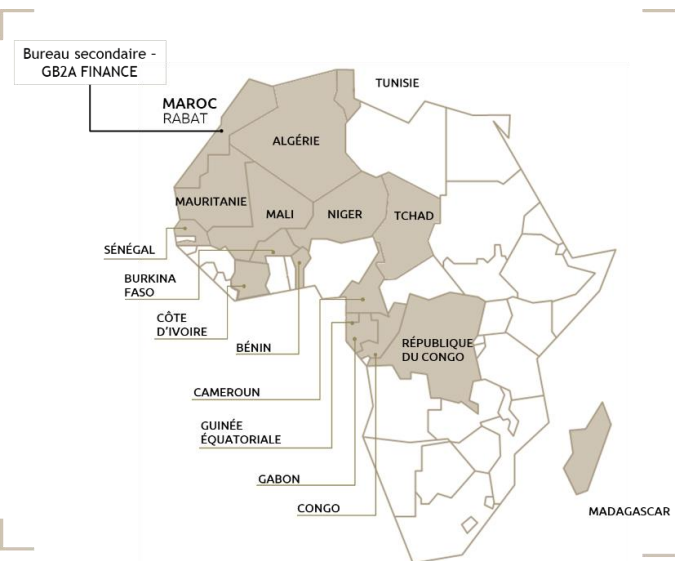 Bureau secondaire -
GB2A FINANCE
TUNISIE
MAROC
RABAT
ALGÉRIE
MAURITANIE
MALI
NIGER
TCHAD
SÉNÉGAL
BURKINA
FASO
CÔTE
D'IVOIRE
BÉNIN
RÉPUBLIQUE
DU CONGO
CAMEROUN
GUINÉE
ÉQUATORIALE
GABON
CONGO
MADAGASCAR